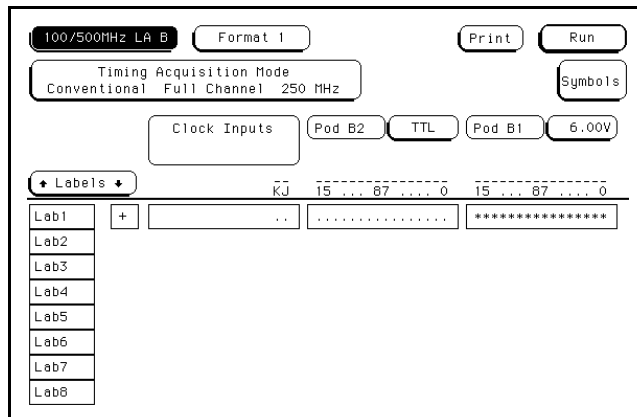 100/500MHz LA B Format 1 Print Run
Timing Acquisition Mode
Conventional Full Channel 250 MHz
Symbols
Clock Inputs Pod B2 TTL Pod B1 6.00V
↑ Labels ↓
KJ 15 ... 87 .... 0 15 ... 87 .... 0
Lab1 + .. ................ ****************
Lab2
Lab3
Lab4
Lab5
Lab6
Lab7
Lab8